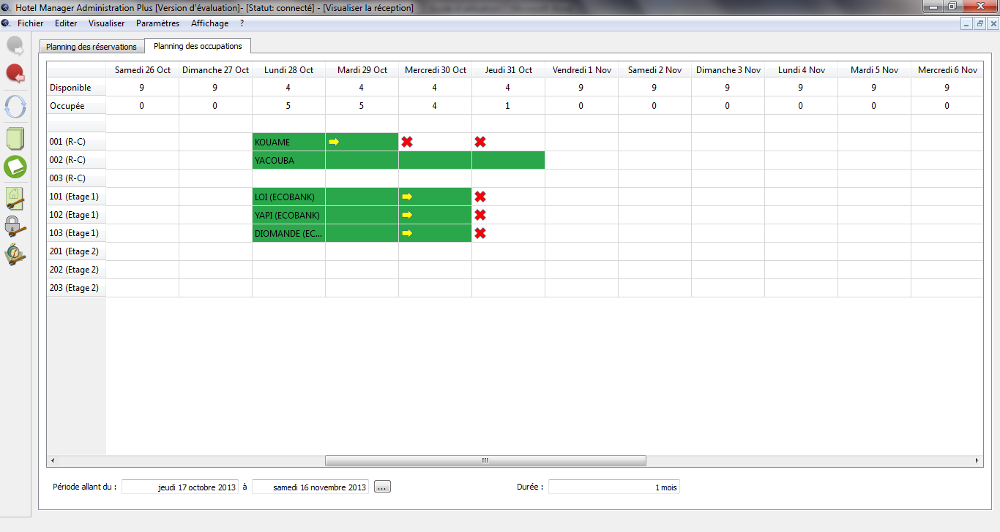 Hotel Manager Administration Plus [Version d'évaluation]- [Statut: connecté] - [Visualiser la réception]
Fichier Editer Visualiser Paramètres Affichage ?
Planning des réservations Planning des occupations
Samedi 26 Oct Dimanche 27 Oct Lundi 28 Oct Mardi 29 Oct Mercredi 30 Oct Jeudi 31 Oct Vendredi 1 Nov Samedi 2 Nov Dimanche 3 Nov Lundi 4 Nov Mardi 5 Nov Mercredi 6 Nov
Disponible 9 9 4 4 4 4 9 9 9 9 9 9
Occupée 0 0 5 5 4 1 0 0 0 0 0 0
001 (R-C) KOUAME
002 (R-C) YACOUBA
003 (R-C)
101 (Etage 1) LOI (ECOBANK)
102 (Etage 1) YAPI (ECOBANK)
103 (Etage 1) DIOMANDE (EC...
201 (Etage 2)
202 (Etage 2)
203 (Etage 2)
Période allant du : jeudi 17 octobre 2013 à samedi 16 novembre 2013 ... Durée : 1 mois